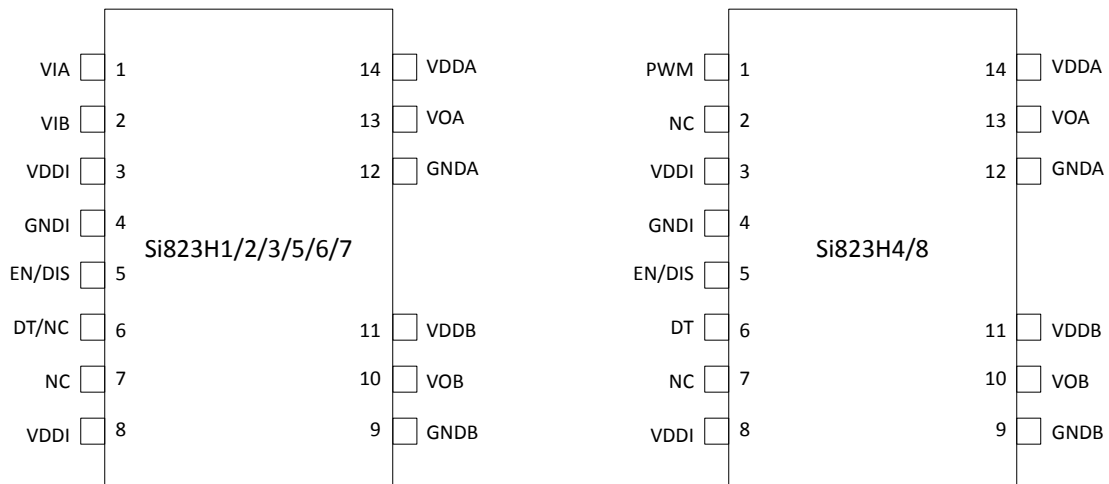 VIA 1 14 VDDA
VIB 2 13 VOA
VDDI 3 12 GNDA
GNDI 4
Si823H1/2/3/5/6/7
EN/DIS 5
DT/NC 6 11 VDDB
NC 7 10 VOB
VDDI 8 9 GNDB
PWM 1 14 VDDA
NC 2 13 VOA
VDDI 3 12 GNDA
GNDI 4
Si823H4/8
EN/DIS 5
DT 6 11 VDDB
NC 7 10 VOB
VDDI 8 9 GNDB